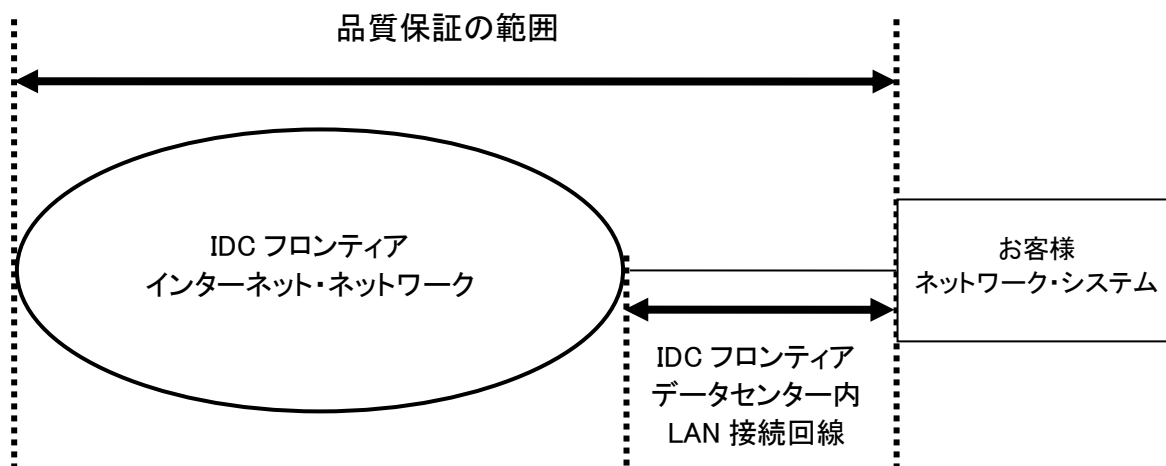 品質保証の範囲
IDC フロンティア
インターネット・ネットワーク
お客様
ネットワーク・システム
IDC フロンティア
データセンター内
LAN 接続回線